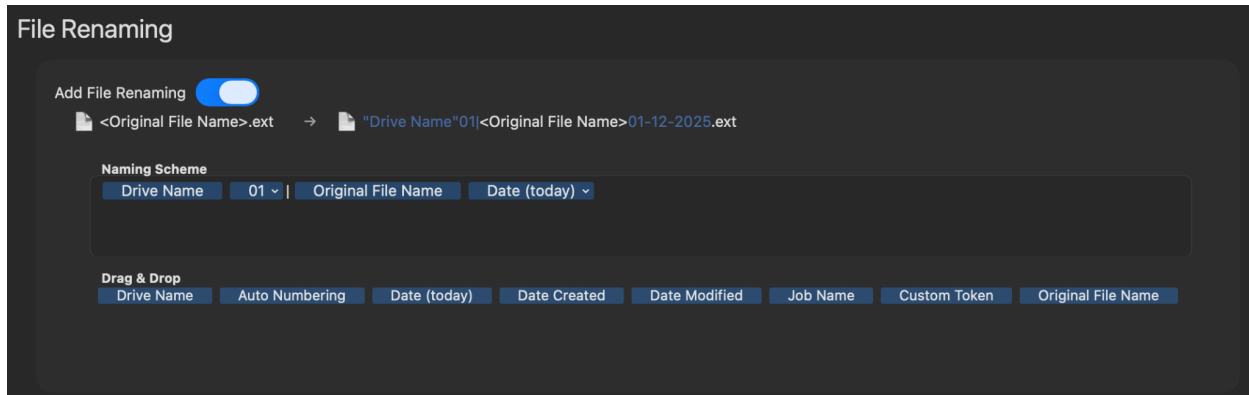 File Renaming
Add File Renaming
<Original File Name>.ext → "Drive Name"01|<Original File Name>01-12-2025.ext
Naming Scheme
Drive Name 01 | Original File Name Date (today)
Drag & Drop
Drive Name Auto Numbering Date (today) Date Created Date Modified Job Name Custom Token Original File Name